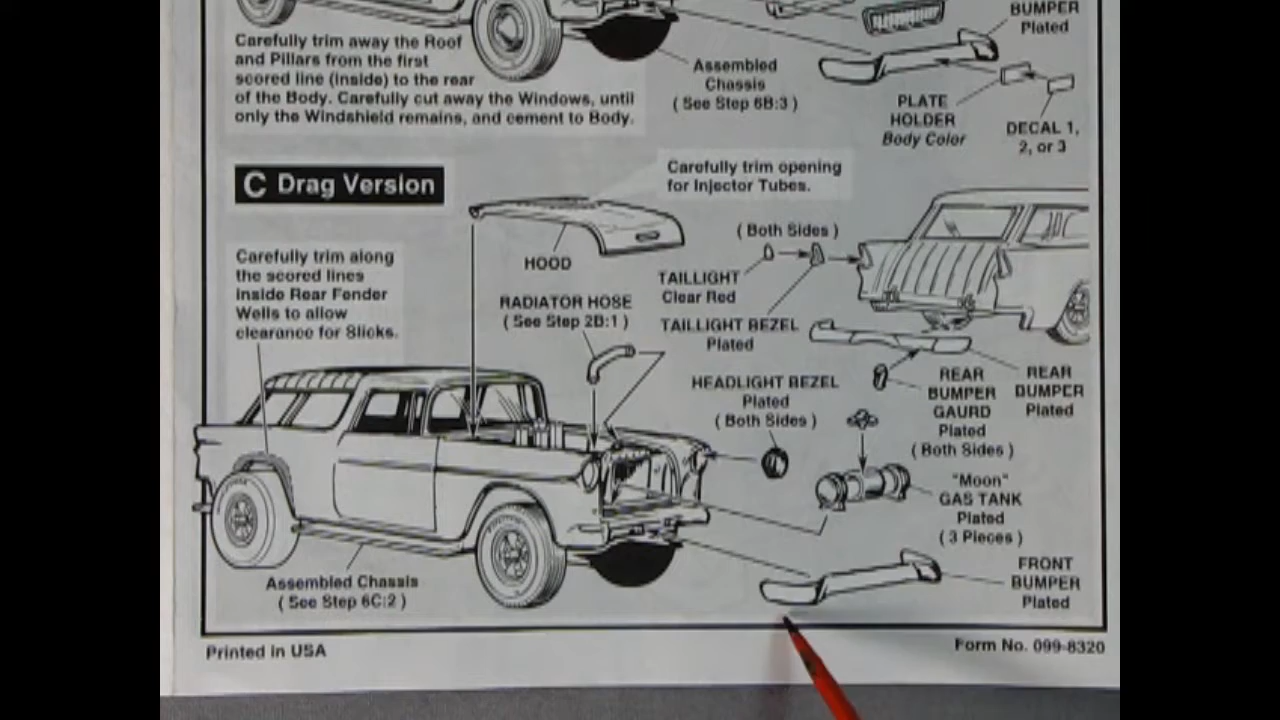 BUMPER
Plated
Carefully trim away the Roof
and Pillars from the first
scored line (inside) to the rear
of the Body. Carefully cut away the Windows, until
only the Windshield remains, and cement to Body.
Assembled
Chassis
( See Step 6B:3 )
PLATE
HOLDER
Body Color
DECAL 1,
2, or 3
C Drag Version
Carefully trim opening
for Injector Tubes.
HOOD
( Both Sides )
TAILLIGHT
Clear Red
TAILLIGHT BEZEL
Plated
Carefully trim along
the scored lines
inside Rear Fender
Wells to allow
clearance for Slicks.
RADIATOR HOSE
( See Step 2B:1 )
HEADLIGHT BEZEL
Plated
( Both Sides )
REAR
BUMPER
GAURD
Plated
( Both Sides )
REAR
BUMPER
Plated
"Moon"
GAS TANK
Plated
( 3 Pieces )
FRONT
BUMPER
Plated
Assembled Chassis
( See Step 6C:2 )
Printed in USA
Form No. 099-8320